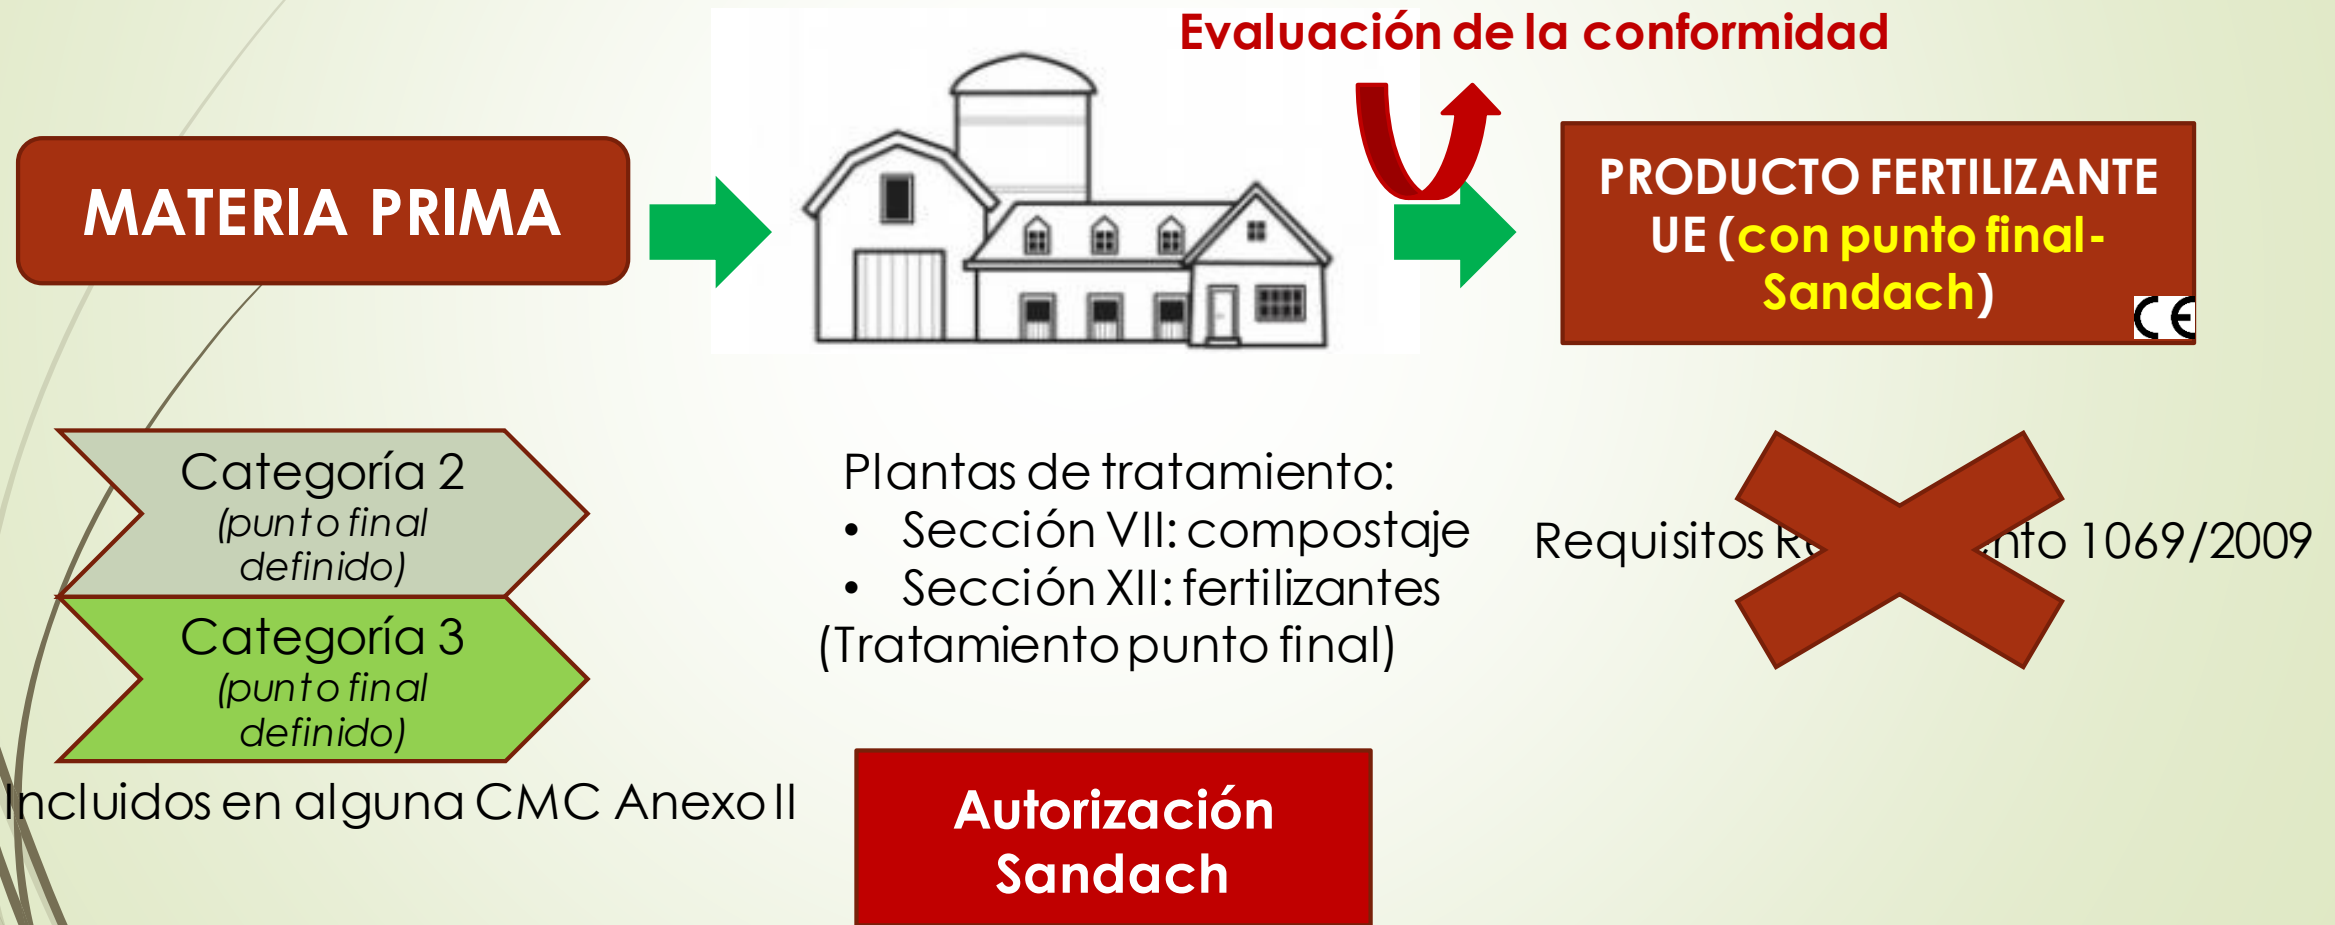 Evaluación de la conformidad
MATERIA PRIMA
PRODUCTO FERTILIZANTE
UE (con punto final-
Sandach)
CE
Categoría 2
(punto final
definido)
Categoría 3
(punto final
definido)
Incluidos en alguna CMC Anexo II
Plantas de tratamiento:
• Sección VII: compostaje
• Sección XII: fertilizantes
(Tratamiento punto final)
Autorización
Sandach
Requisitos 1069/2009